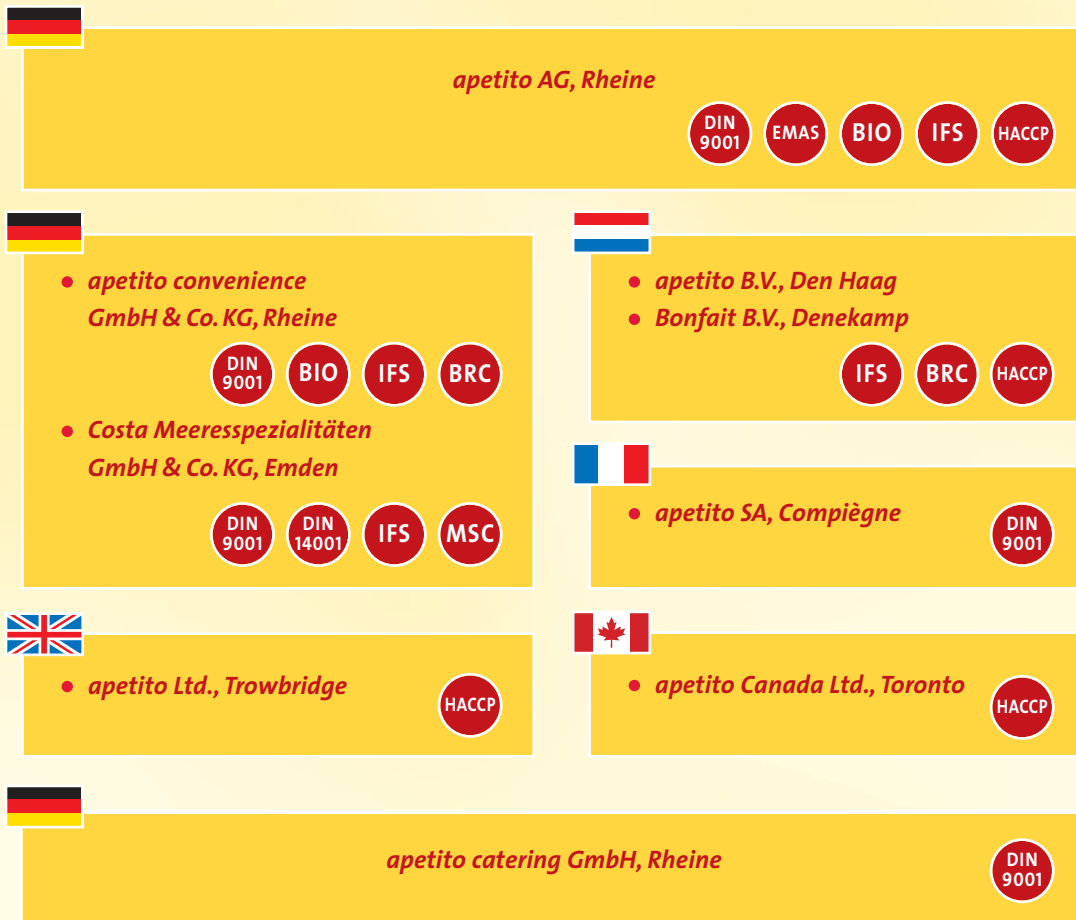 apetito AG, Rheine
DIN 9001 EMAS BIO IFS HACCP
• apetito convenience
GmbH & Co. KG, Rheine
DIN 9001 BIO IFS BRC
• Costa Meeresspezialitäten
GmbH & Co. KG, Emden
DIN 9001 DIN 14001 IFS MSC
• apetito B.V., Den Haag
• Bonfait B.V., Denekamp
IFS BRC HACCP
• apetito SA, Compiègne
DIN 9001
• apetito Ltd., Trowbridge
HACCP
• apetito Canada Ltd., Toronto
HACCP
apetito catering GmbH, Rheine
DIN 9001